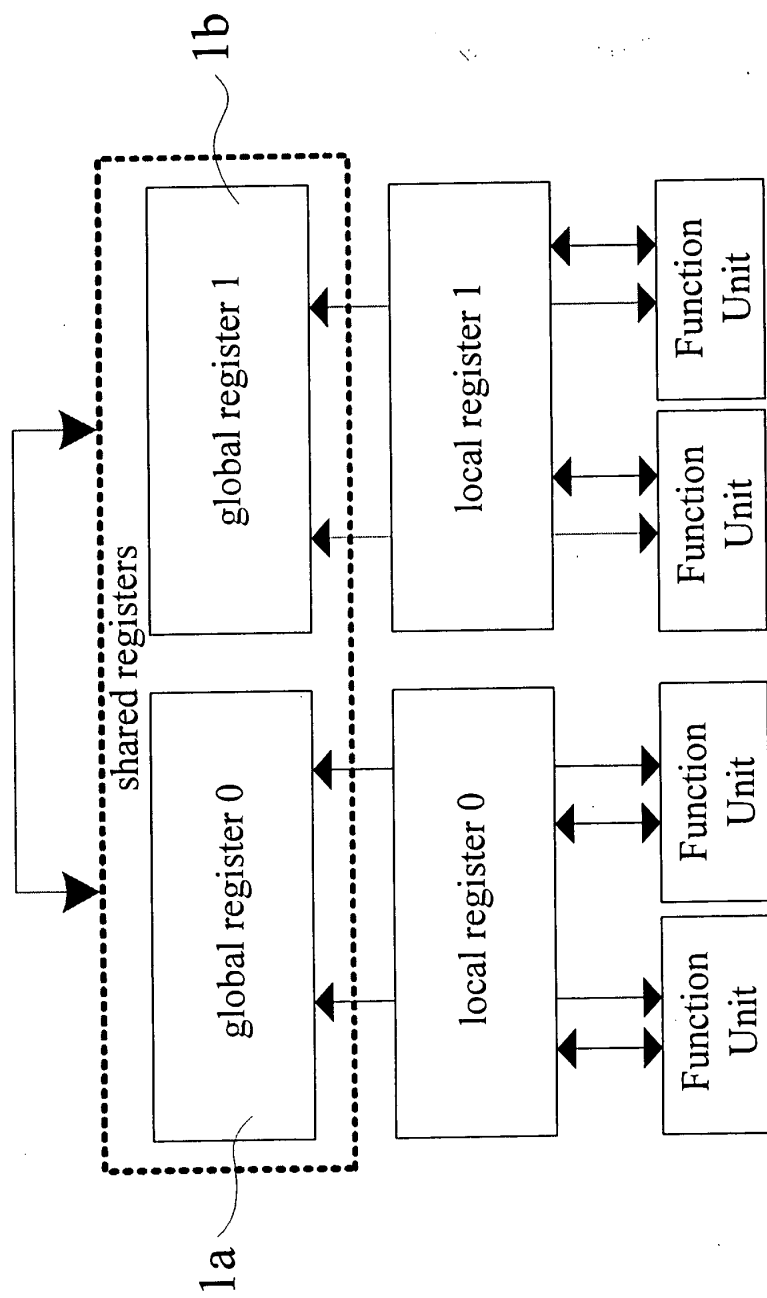 shared registers
1a
global register 0
global register 1
1b
local register 0
local register 1
Function
Unit
Function
Unit
Function
Unit
Function
Unit